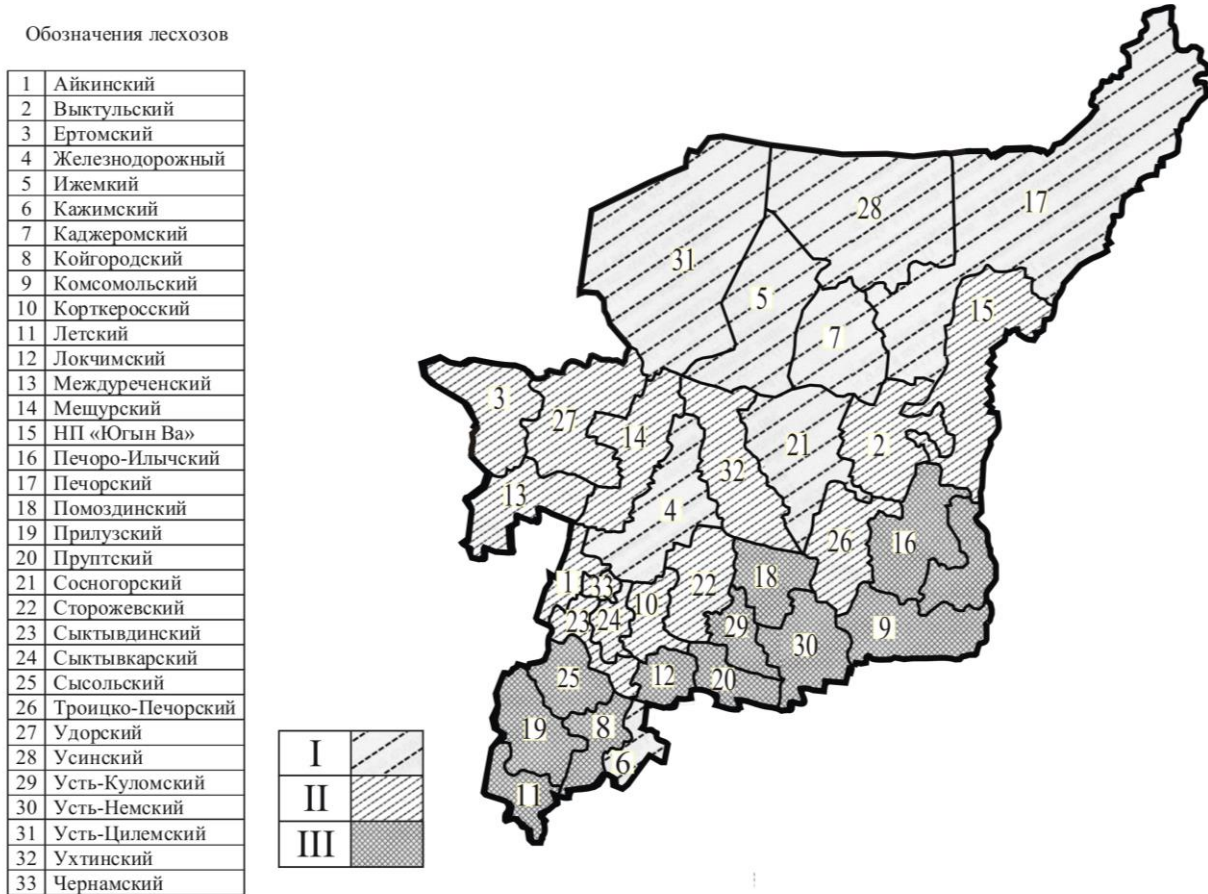 Обозначения лесхозов
1 Айкинский
2 Выктульский
3 Ертомский
4 Железнодорожный
5 Ижемкий
6 Кажимский
7 Каджеромский
8 Койгородский
9 Комсомольский
10 Корткеросский
11 Летский
12 Локчимский
13 Междуреченский
14 Мещурский
15 НП «Югын Ва»
16 Печоро-Илычский
17 Печорский
18 Помоздинский
19 Прилузский
20 Пруптский
21 Сосногорский
22 Сторожевский
23 Сыктывдинский
24 Сыктывкарский
25 Сысольский
26 Троицко-Печорский
27 Удорский
28 Усинский
29 Усть-Куломский
30 Усть-Немский
31 Усть-Цилемский
32 Ухтинский
33 Чернамский
I
II
III
17
28
31
5
15
7
3
27
14
21
2
32
13
4
26
16
1
33
10
22
18
23
24
29
9
30
25
12
20
19
8
6
11